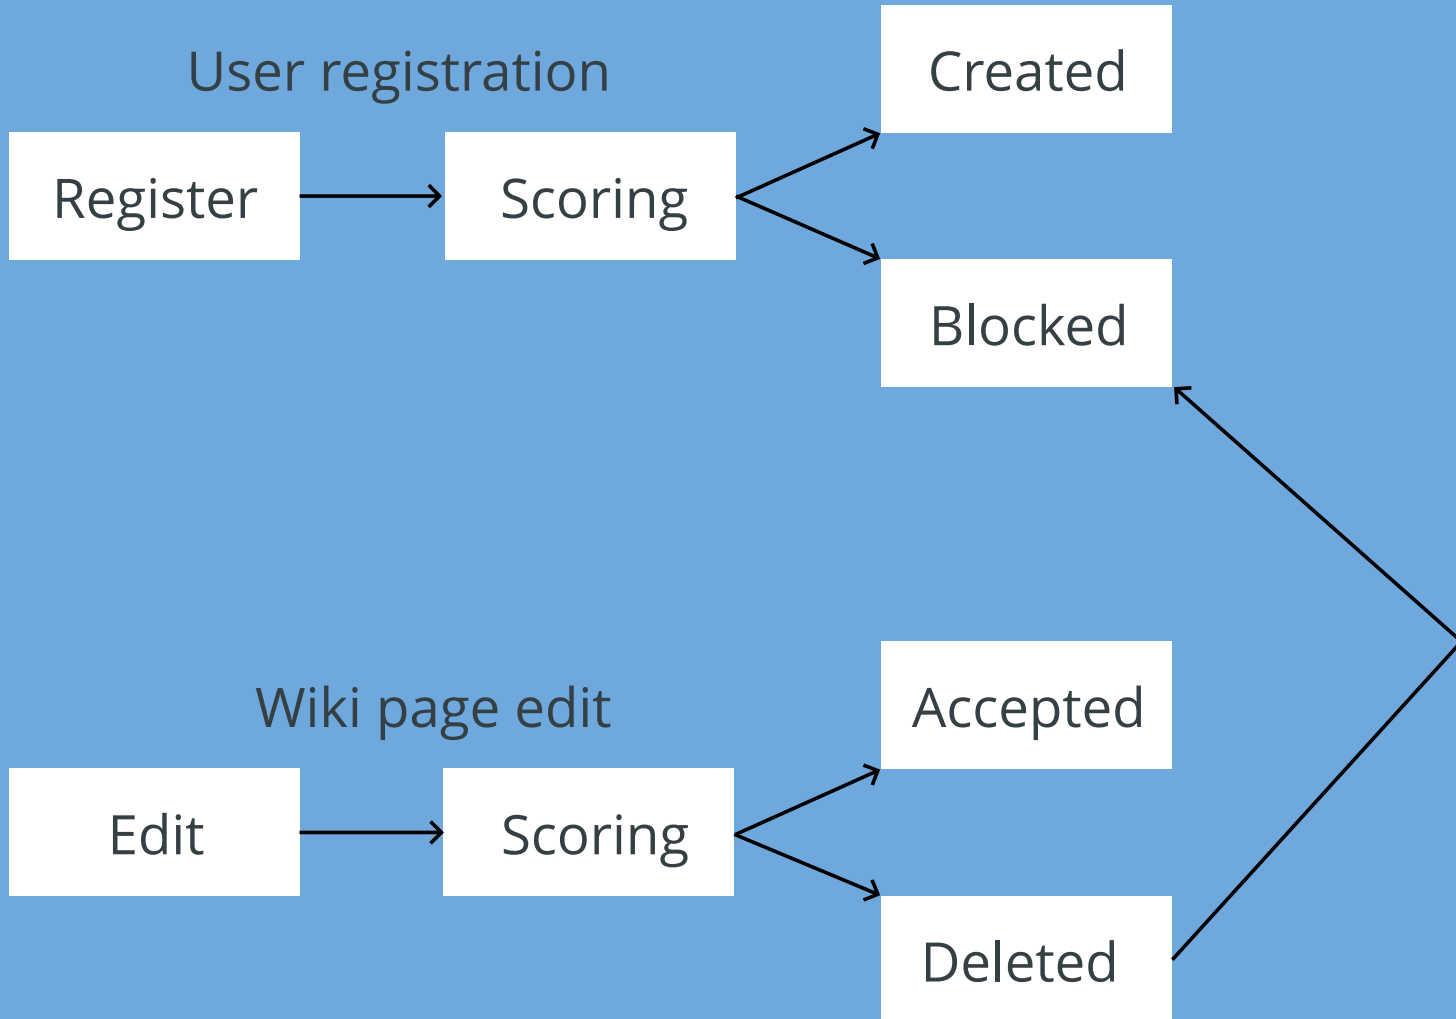 User registration
Register
Scoring
Created
Blocked
Wiki page edit
Edit
Scoring
Accepted
Deleted